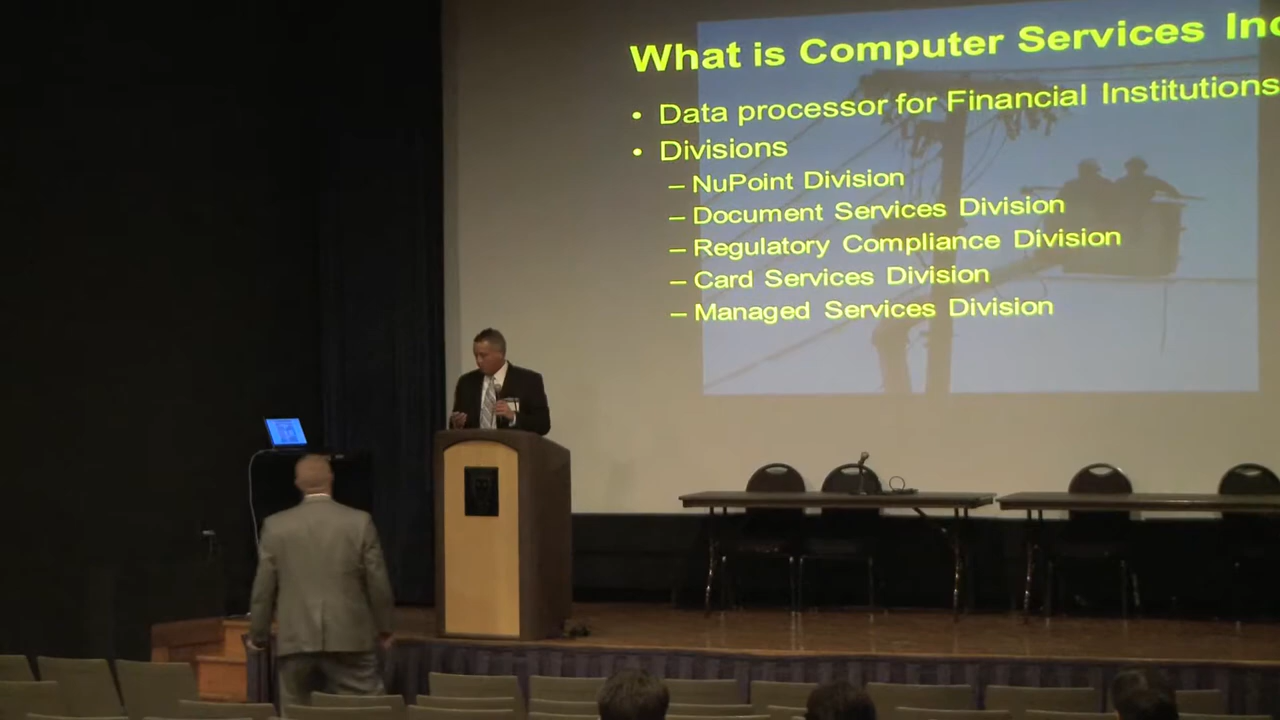 What is Computer Services Inc
• Data processor for Financial Institutions
• Divisions
– NuPoint Division
– Document Services Division
– Regulatory Compliance Division
– Card Services Division
– Managed Services Division